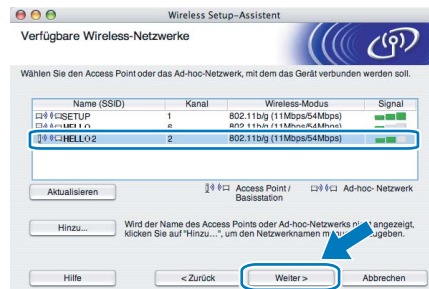 Wireless Setup-Assistent
Verfügbare Wireless-Netzwerke
Wählen Sie den Access Point oder das Ad-hoc-Netzwerk, mit dem das Gerät verbunden werden soll.
Name (SSID) Kanal Wireless-Modus Signal
SETUP 1 802.11b/g (11Mbps/54Mbps)
HELLO 6 802.11b/g (11Mbps/54Mbps)
HELLO2 2 802.11b/g (11Mbps/54Mbps)
Aktualisieren
Access Point / Basisstation
Ad-hoc- Netzwerk
Hinzu...
Wird der Name des Access Points oder Ad-hoc-Netzwerks nicht angezeigt,
klicken Sie auf "Hinzu...", um den Netzwerknamen
Hilfe < Zurück Weiter > Abbrechen